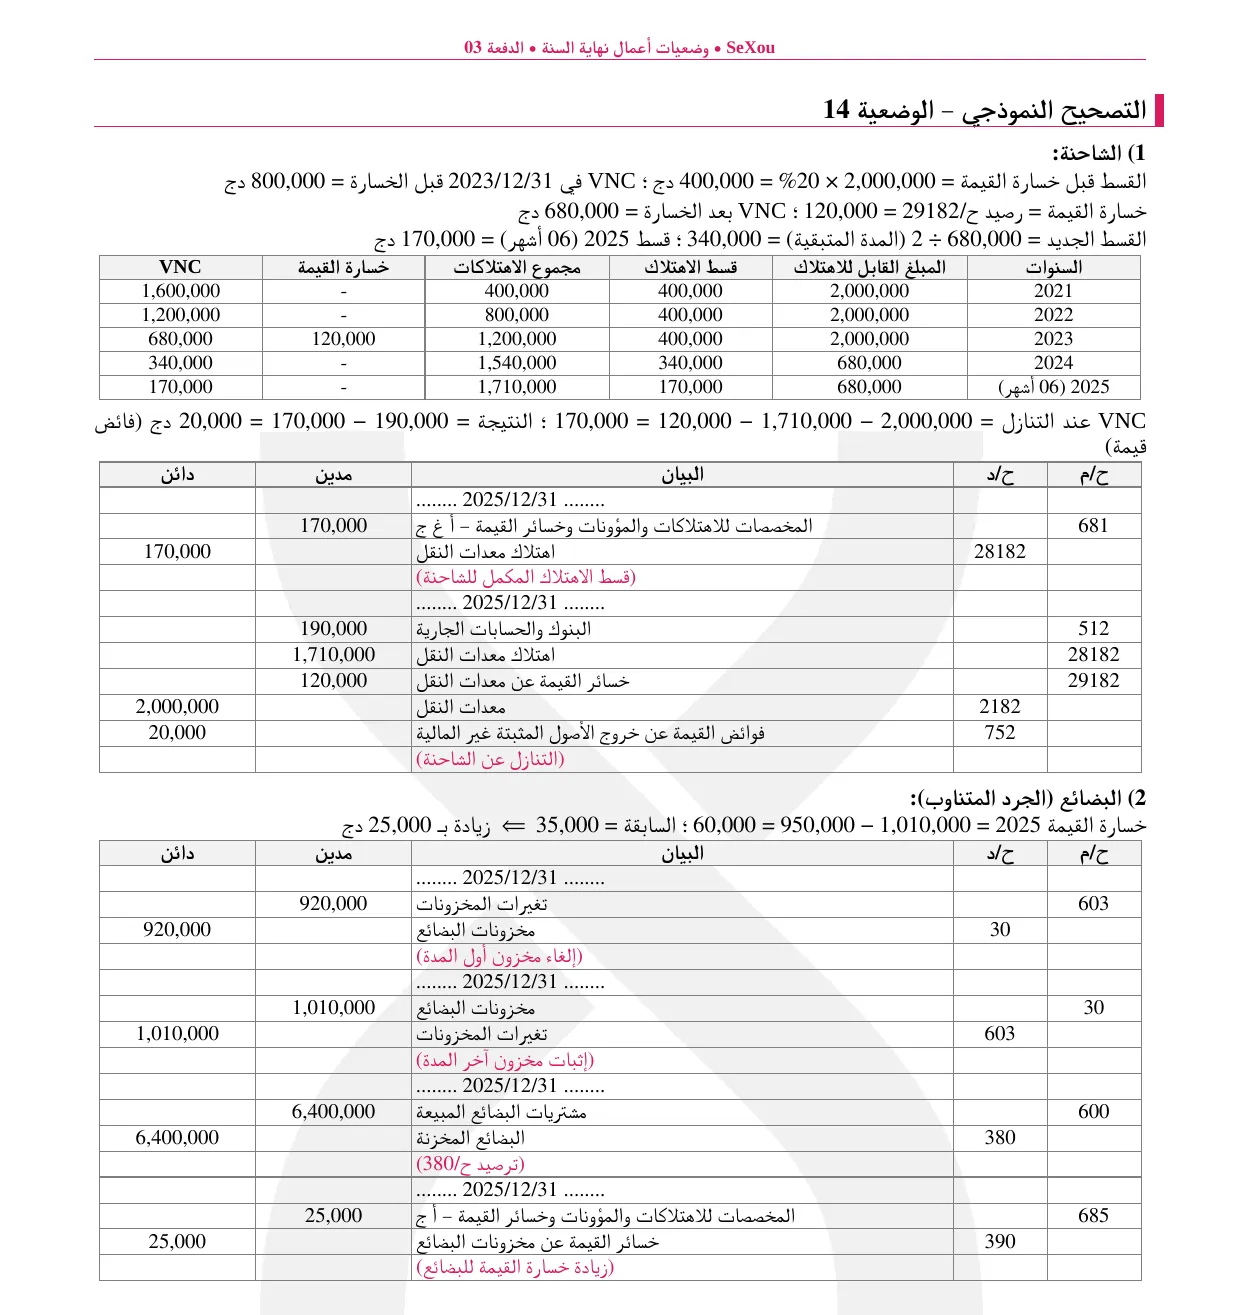 SeXou • وضعيات أعمال نهاية السنة • الدفعة 03
التصحيح النموذجي – الوضعية 14
1) الشاحنة:
القسط قبل خسارة القيمة = 2,000,000 × 20% = 400,000 دج ؛ VNC في 2023/12/31 قبل الخسارة = 800,000 دج
خسارة القيمة = رصيد ح/29182 = 120,000 ؛ VNC بعد الخسارة = 680,000 دج
القسط الجديد = 680,000 ÷ 2 (المدة المتبقية) = 340,000 ؛ قسط 2025 (06 أشهر) = 170,000 دج
السنوات المبلغ القابل للاهتلاك قسط الاهتلاك مجموع الاهتلاكات خسارة القيمة VNC
2021 2,000,000 400,000 400,000 - 1,600,000
2022 2,000,000 400,000 800,000 - 1,200,000
2023 2,000,000 400,000 1,200,000 120,000 680,000
2024 680,000 340,000 1,540,000 - 340,000
2025 (06 أشهر) 680,000 170,000 1,710,000 - 170,000
VNC عند التنازل = 2,000,000 − 1,710,000 − 120,000 = 170,000 ؛ النتيجة = 190,000 − 170,000 = 20,000 دج (فائض
قيمة)
ح/م ح/د البيان مدين دائن
........ 2025/12/31 ........
681 المخصصات للاهتلاكات والمؤونات وخسائر القيمة – أ غ ج 170,000
28182 اهتلاك معدات النقل 170,000
(قسط الاهتلاك المكمل للشاحنة)
........ 2025/12/31 ........
512 البنوك والحسابات الجارية 190,000
28182 اهتلاك معدات النقل 1,710,000
29182 خسائر القيمة عن معدات النقل 120,000
2182 معدات النقل 2,000,000
752 فوائض القيمة عن خروج الأصول المثبتة غير المالية 20,000
(التنازل عن الشاحنة)
2) البضائع (الجرد المتناوب):
خسارة القيمة 2025 = 1,010,000 − 950,000 = 60,000 ؛ السابقة = 35,000 ⇐ زيادة بـ 25,000 دج
ح/م ح/د البيان مدين دائن
........ 2025/12/31 ........
603 تغيرات المخزونات 920,000
30 مخزونات البضائع 920,000
(إلغاء مخزون أول المدة)
........ 2025/12/31 ........
30 مخزونات البضائع 1,010,000
603 تغيرات المخزونات 1,010,000
(إثبات مخزون آخر المدة)
........ 2025/12/31 ........
600 مشتريات البضائع المبيعة 6,400,000
380 البضائع المخزنة 6,400,000
(ترصيد ح/380)
........ 2025/12/31 ........
685 المخصصات للاهتلاكات والمؤونات وخسائر القيمة – أ ج 25,000
390 خسائر القيمة عن مخزونات البضائع 25,000
(زيادة خسارة القيمة للبضائع)